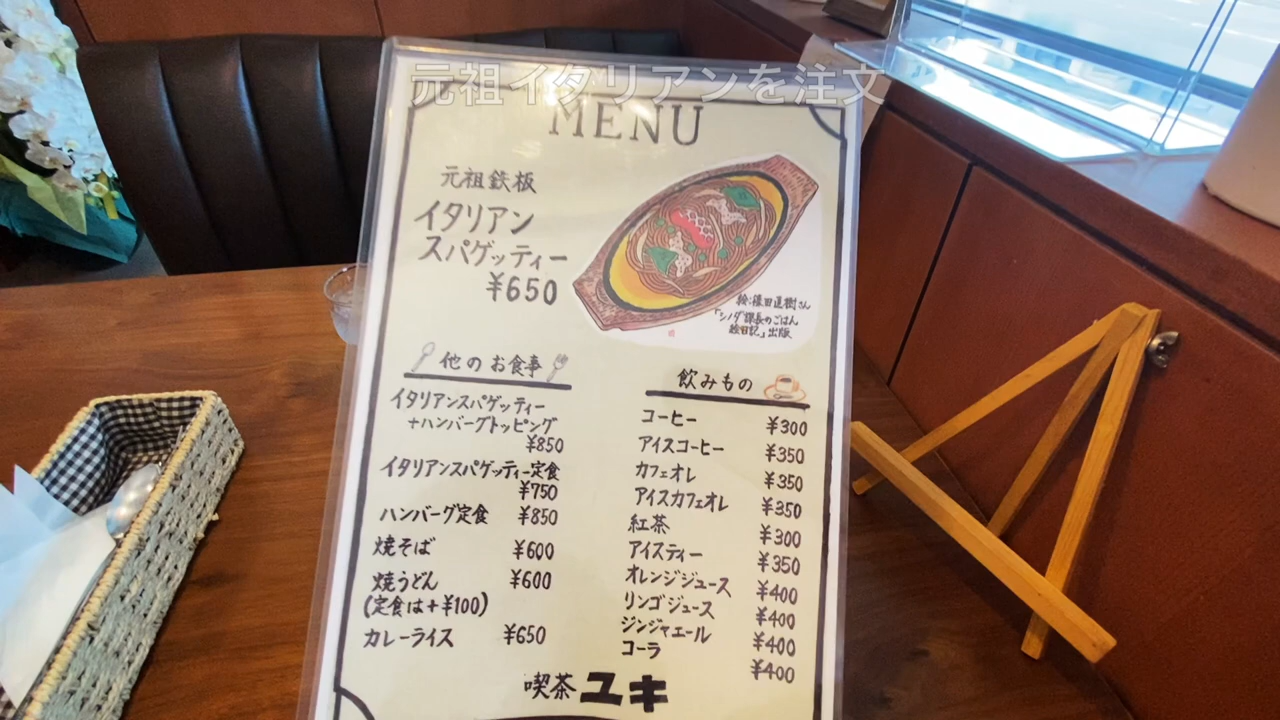 元祖イタリアンを注文
MENU
元祖鉄板
イタリアン
スパゲッティー
¥650
絵:篠田直樹さん
「シノダ課長のごはん
絵日記」出版
他のお食事
イタリアンスパゲッティー
+ハンバーグトッピング
¥850
イタリアンスパゲッティー定食
¥750
ハンバーグ定食 ¥850
焼そば ¥600
焼うどん ¥600
(定食は+¥100)
カレーライス ¥650
飲みもの
コーヒー ¥300
アイスコーヒー ¥350
カフェオレ ¥350
アイスカフェオレ ¥350
紅茶 ¥300
アイスティー ¥350
オレンジジュース ¥400
リンゴジュース ¥400
ジンジャエール ¥400
コーラ ¥400
喫茶ユキ